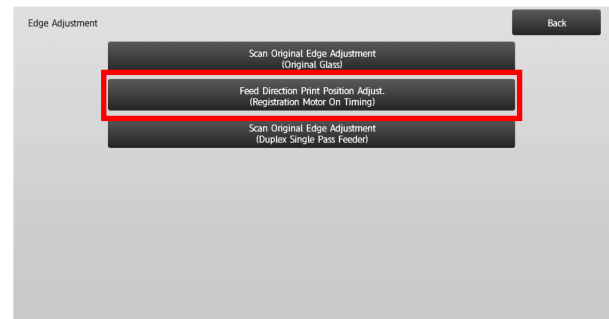 Edge Adjustment
Back
Scan Original Edge Adjustment
(Original Glass)
Feed Direction Print Position Adjust.
(Registration Motor On Timing)
Scan Original Edge Adjustment
(Duplex Single Pass Feeder)